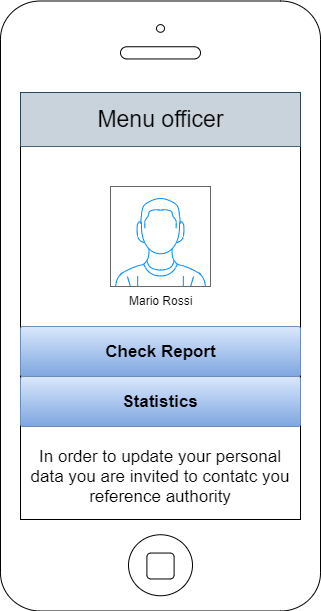 Menu officer
Mario Rossi
Check Report
Statistics
In order to update your personal
data you are invited to contatc you
reference authority